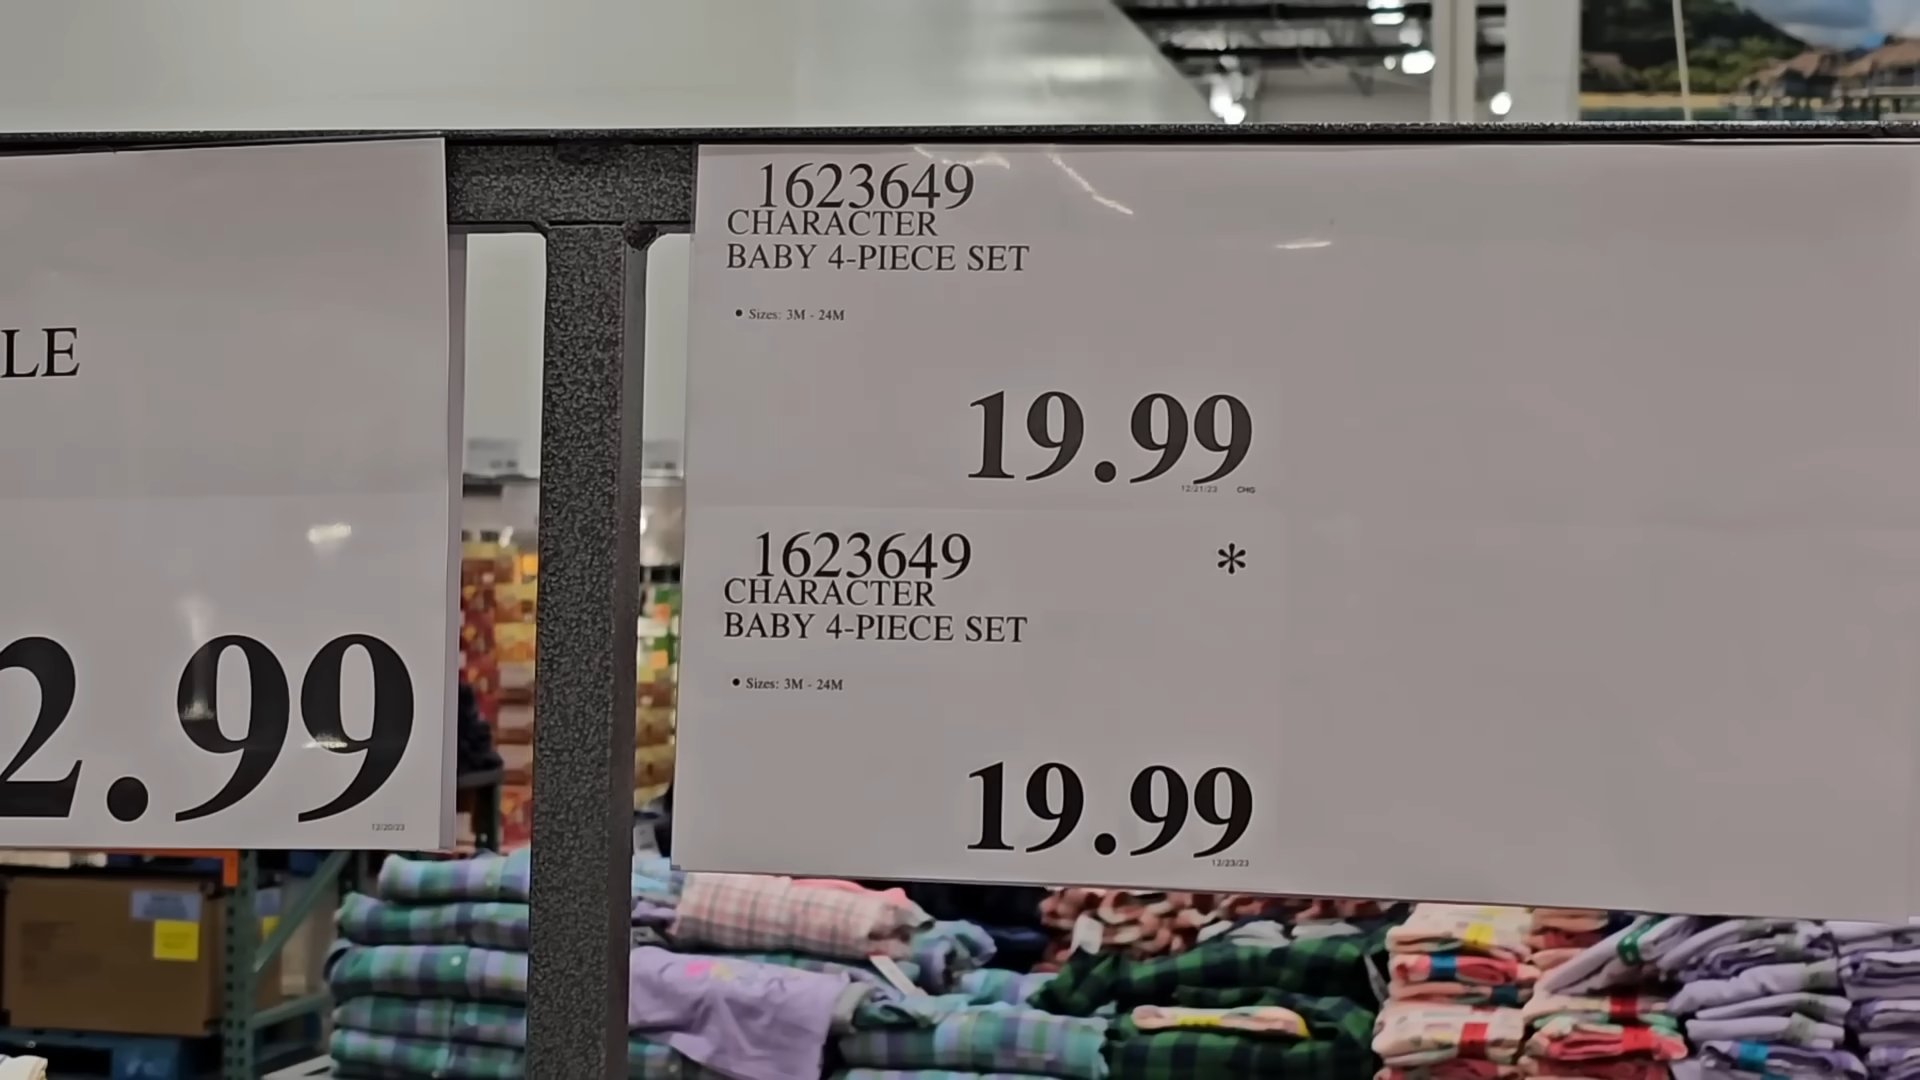 LE
2.99
12/20/23
1623649
CHARACTER
BABY 4-PIECE SET
• Sizes: 3M - 24M
19.99
12/21/23 CHG
1623649 *
CHARACTER
BABY 4-PIECE SET
• Sizes: 3M - 24M
19.99
12/23/23